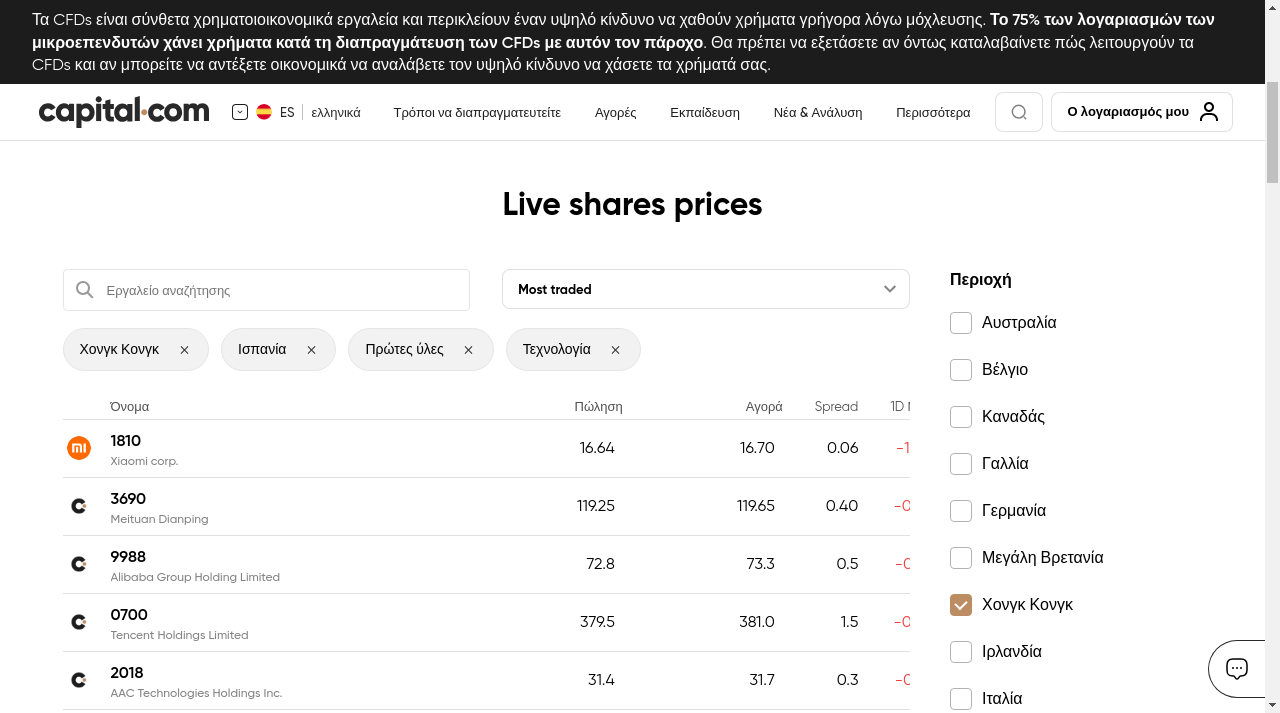 Τα CFDs είναι σύνθετα χρηματοιοικονομικά εργαλεία και περικλείουν έναν υψηλό κίνδυνο να χαθούν χρήματα γρήγορα λόγω μόχλευσης. Το 75% των λογαριασμών των
μικροεπενδυτών χάνει χρήματα κατά τη διαπραγμάτευση των CFDs με αυτόν τον πάροχο. Θα πρέπει να εξετάσετε αν όντως καταλαβαίνετε πώς λειτουργούν τα
CFDs και αν μπορείτε να αντέξετε οικονομικά να αναλάβετε τον υψηλό κίνδυνο να χάσετε τα χρήματά σας.
capital.com ES ελληνικά Τρόποι να διαπραγματευτείτε Αγορές Εκπαίδευση Νέα & Ανάλυση Περισσότερα Ο λογαριασμός μου
Live shares prices
Εργαλείο αναζήτησης Most traded
Χονγκ Κονγκ Ισπανία Πρώτες ύλες Τεχνολογία
Όνομα Πώληση Αγορά Spread 1D
1810 16.64 16.70 0.06 -1
Xiaomi corp.
3690 119.25 119.65 0.40 -0
Meituan Dianping
9988 72.8 73.3 0.5 -0
Alibaba Group Holding Limited
0700 379.5 381.0 1.5 -0
Tencent Holdings Limited
2018 31.4 31.7 0.3 -0
AAC Technologies Holdings Inc.
Περιοχή
Αυστραλία
Βέλγιο
Καναδάς
Γαλλία
Γερμανία
Μεγάλη Βρετανία
Χονγκ Κονγκ
Ιρλανδία
Ιταλία